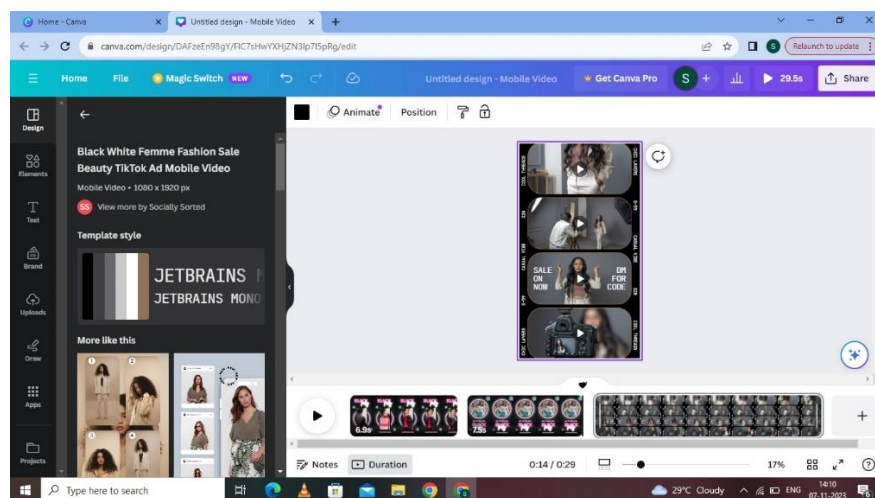 Home - Canva
Untitled design - Mobile Video
canva.com/design/DAFzeEn98gY/FIC7sHwYXHjZN3lp7I5pRg/edit
Relaunch to update
Home
File
Magic Switch
NEW
Untitled design - Mobile Video
Get Canva Pro
S
29.5s
Share
Design
Elements
Text
Brand
Uploads
Draw
Apps
Projects
Black White Femme Fashion Sale
Beauty TikTok Ad Mobile Video
Mobile Video • 1080 x 1920 px
SS
View more by Socially Sorted
Template style
JETBRAINS M
JETBRAINS MONO
More like this
Animate
Position
SALE
ON
NOW
DM
FOR
CODE
6.9s
7.5s
Notes
Duration
0:14 / 0:29
17%
Type here to search
29°C Cloudy
ENG
14:10
07-11-2023